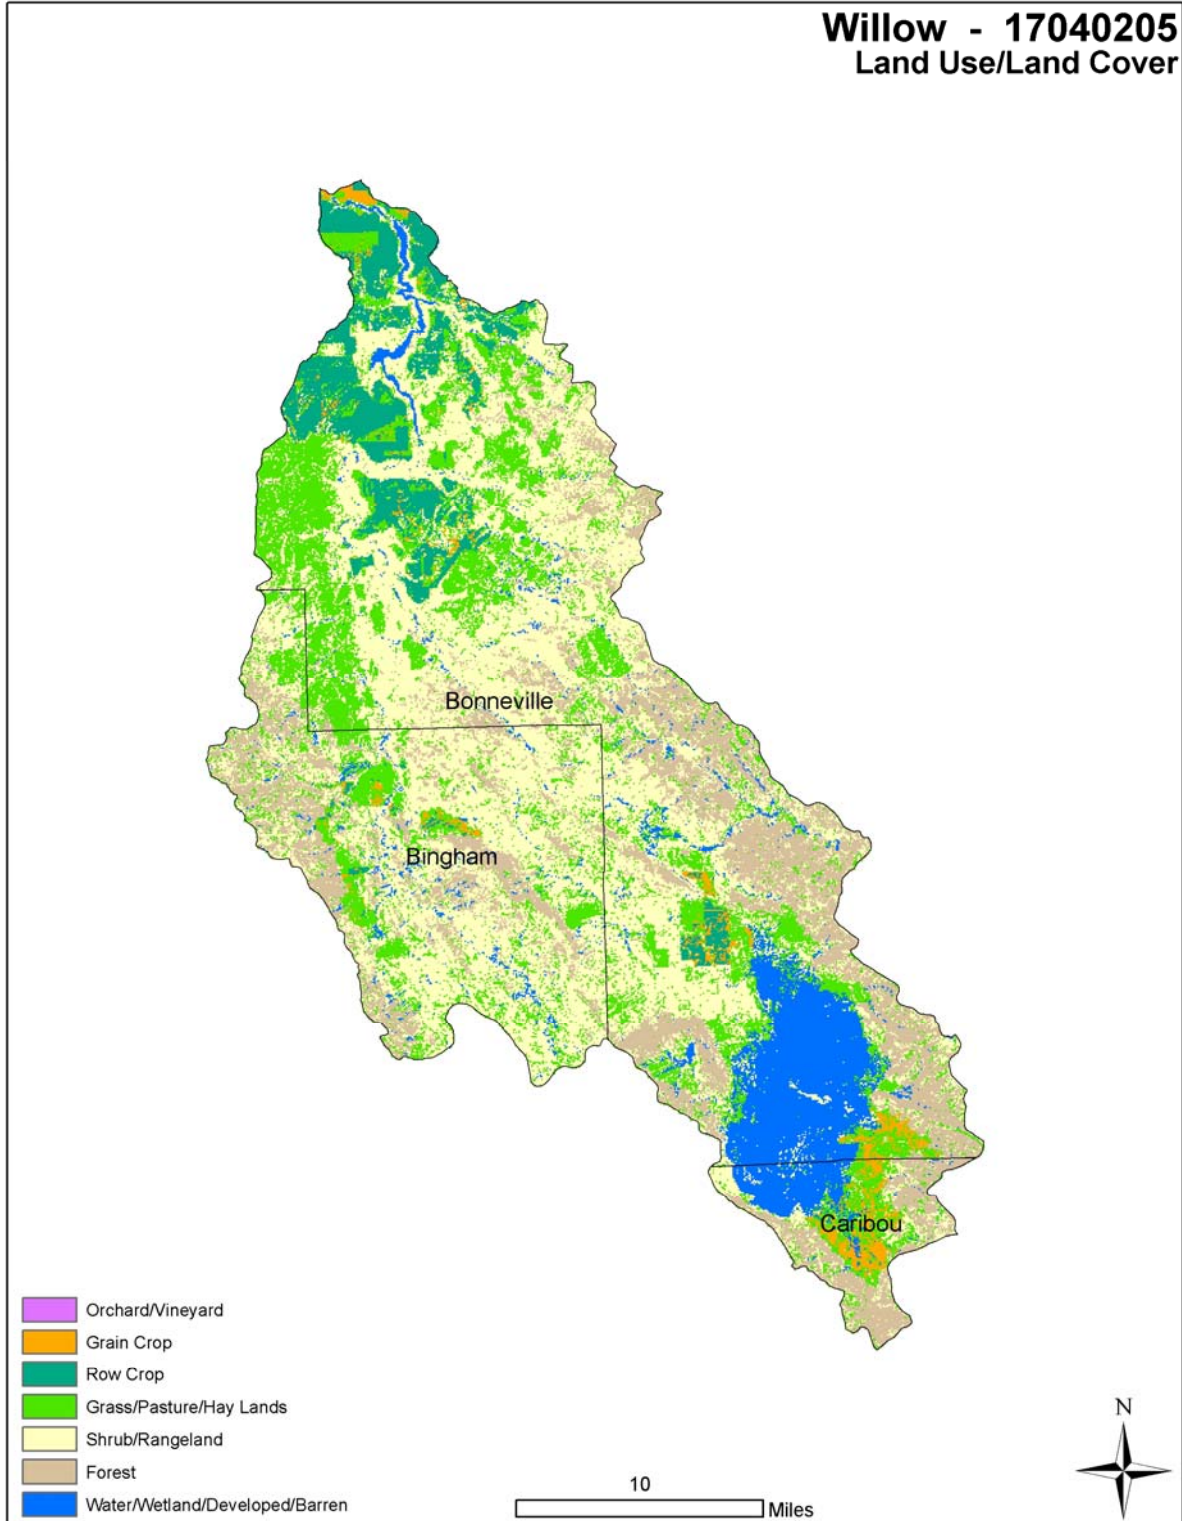 Willow - 17040205
Land Use/Land Cover
Bonneville
Bingham
Caribou
Orchard/Vineyard
Grain Crop
Row Crop
Grass/Pasture/Hay Lands
Shrub/Rangeland
Forest
Water/Wetland/Developed/Barren
10
Miles
N